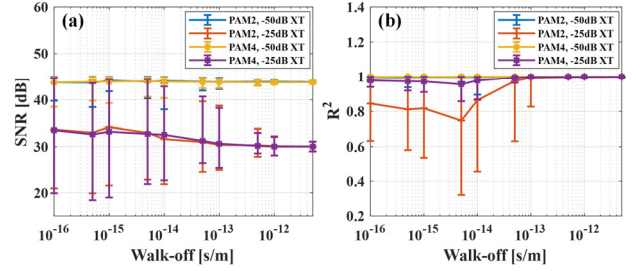 (a)
60
50
40
30
20
SNR [dB]
PAM2, -50dB XT
PAM2, -25dB XT
PAM4, -50dB XT
PAM4, -25dB XT
10^-16
10^-15
10^-14
10^-13
10^-12
Walk-off [s/m]
(b)
1.4
1.2
1
0.8
0.6
0.4
0.2
R^2
PAM2, -50dB XT
PAM2, -25dB XT
PAM4, -50dB XT
PAM4, -25dB XT
10^-16
10^-15
10^-14
10^-13
10^-12
Walk-off [s/m]